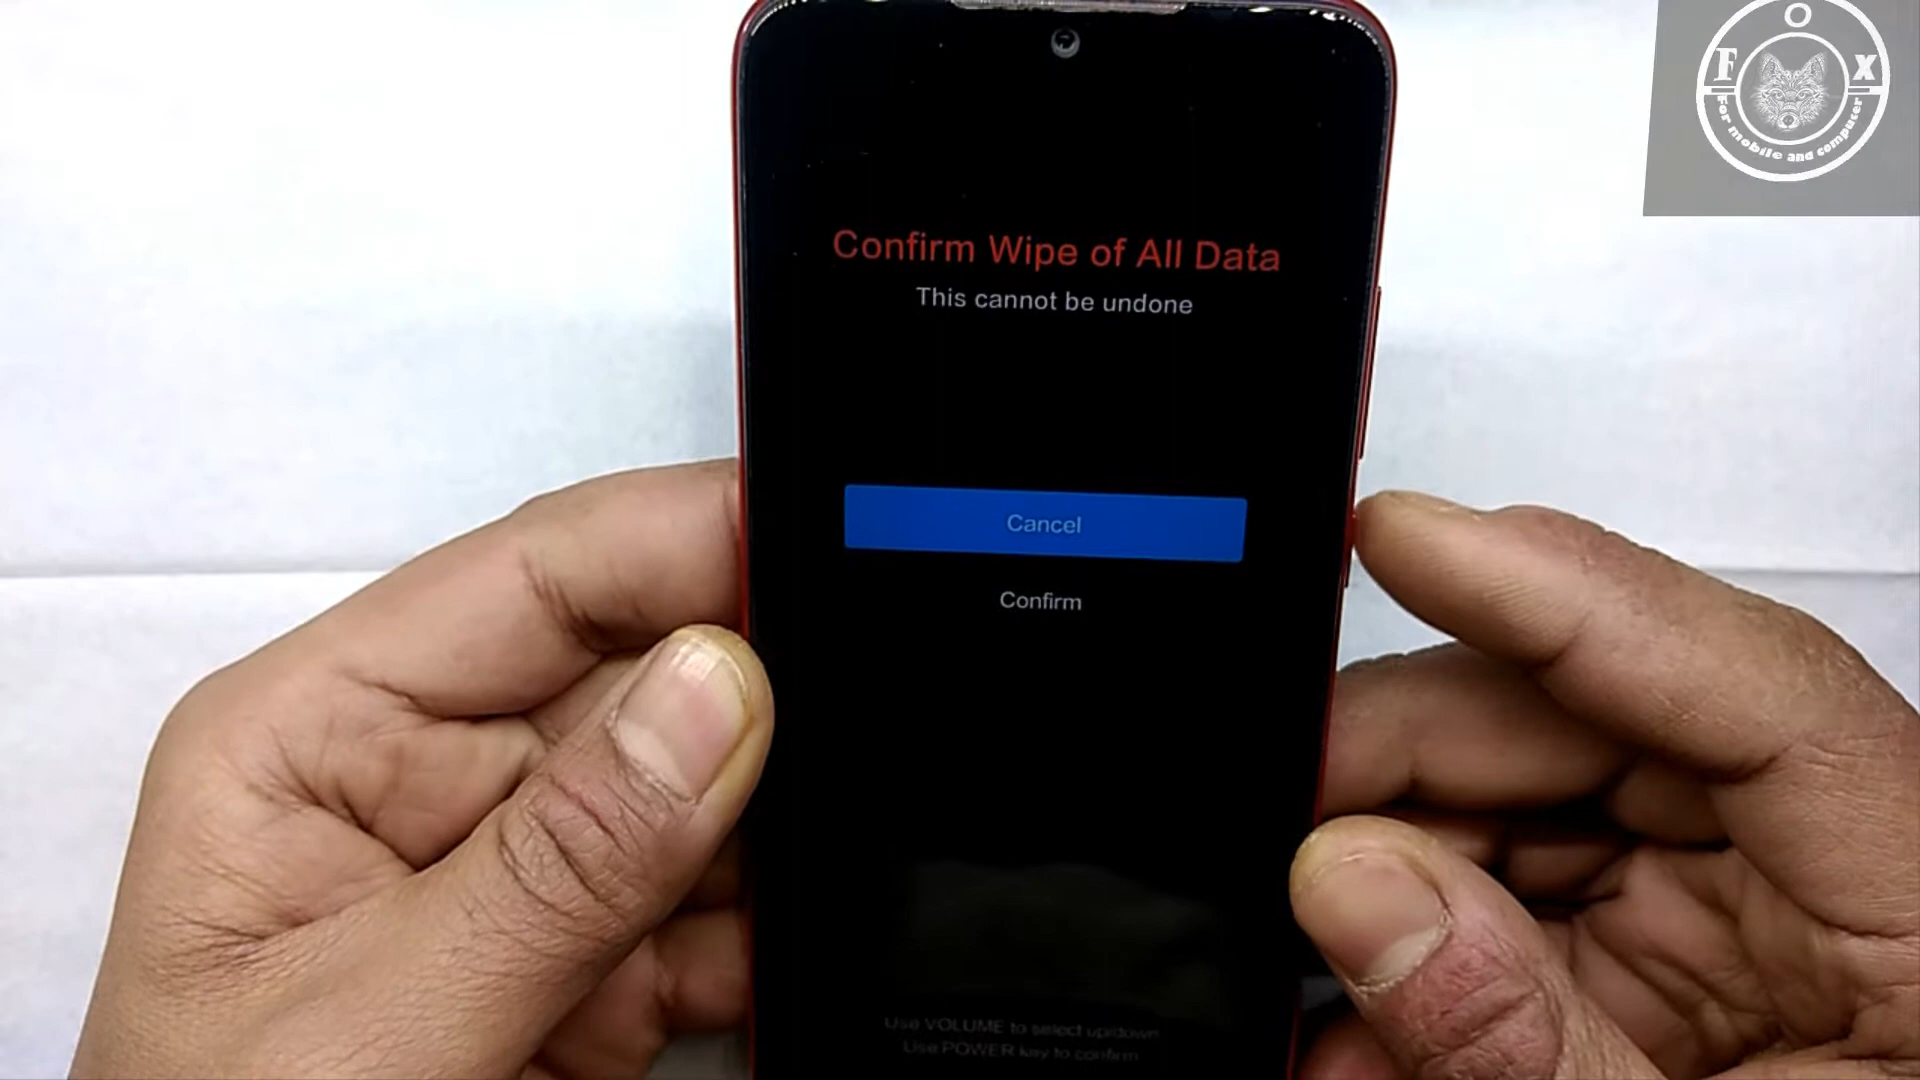 F O X
For mobile and computer
Confirm Wipe of All Data
This cannot be undone
Cancel
Confirm
Use VOLUME to select up/down
Use POWER key to confirm